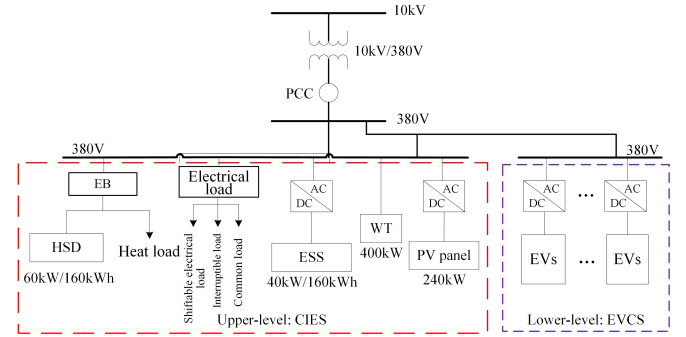 10kV
10kV/380V
PCC
380V
380V
380V
EB
Electrical
load
AC
DC
AC
DC
AC
DC
...
AC
DC
HSD
60kW/160kWh
Heat load
Shiftable electrical
load
Interruptible load
Common load
ESS
40kW/160kWh
WT
400kW
PV panel
240kW
EVs
...
EVs
Upper-level: CIES
Lower-level: EVCS